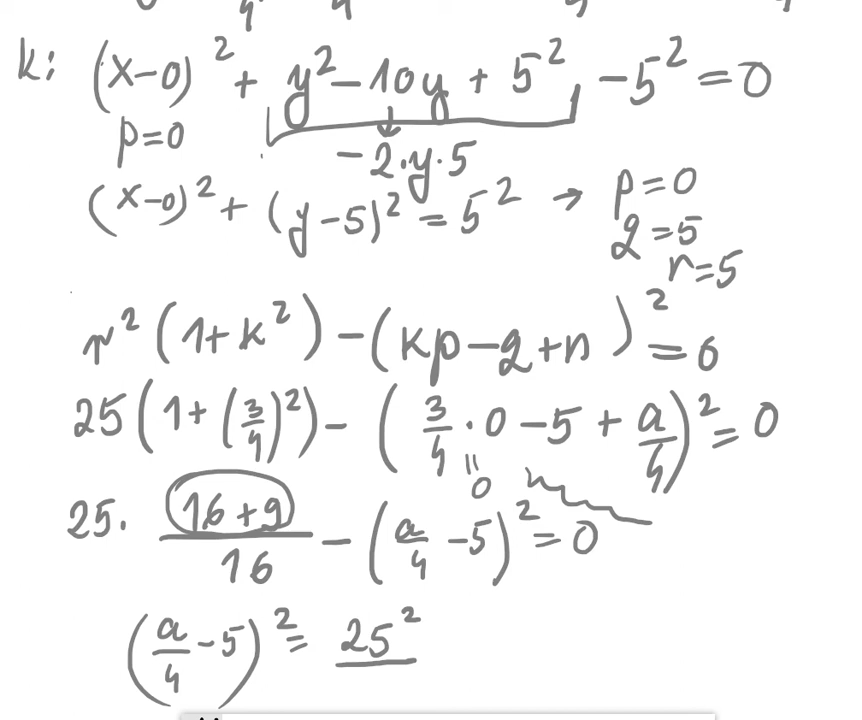 k: (x-0)² + y² - 10y + 5² - 5² = 0
p=0
-2·y·5
(x-0)² + (y-5)² = 5² → p=0
q=5
r=5
r²(1+k²) - (kp-q+n)² = 0
25(1+(3/4)²) - (3/4·0 - 5 + a/4)² = 0
=0 n
25· (16+9)/16 - (a/4 - 5)² = 0
(a/4 - 5)² = 25²